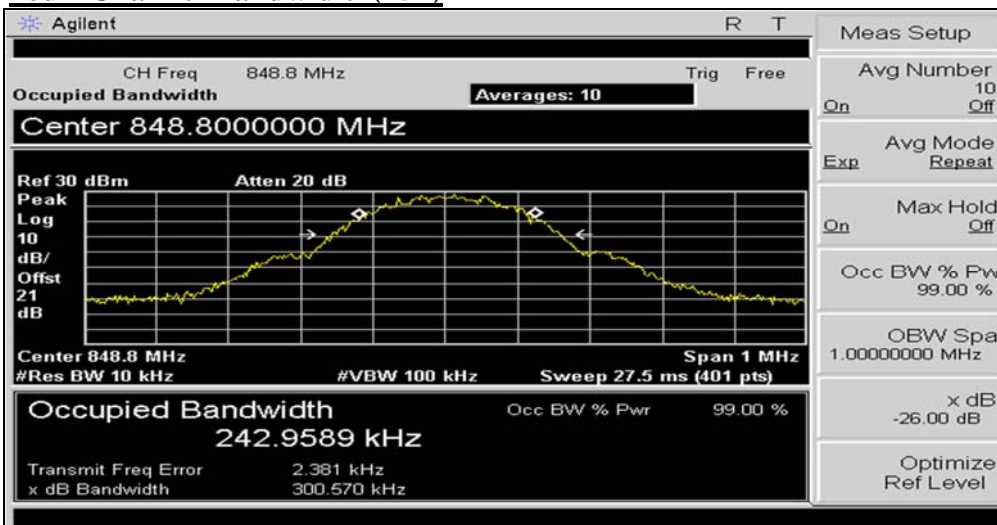 Agilent R T
CH Freq 848.8 MHz Trig Free
Occupied Bandwidth Averages: 10
Center 848.8000000 MHz
Ref 30 dBm Atten 20 dB
Peak
Log
10
dB/
Offst
21
dB
Center 848.8 MHz Span 1 MHz
#Res BW 10 kHz #VBW 100 kHz Sweep 27.5 ms (401 pts)
Occupied Bandwidth Occ BW % Pwr 99.00 %
242.9589 kHz
Transmit Freq Error 2.381 kHz
x dB Bandwidth 300.570 kHz
Meas Setup
Avg Number
10
On Off
Avg Mode
Exp Repeat
Max Hold
On Off
Occ BW % Pw
99.00 %
OBW Spa
1.00000000 MHz
x dB
-26.00 dB
Optimize
Ref Level